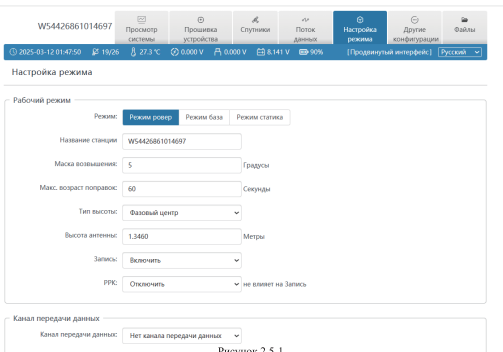 WS4426861014697
Просмотр системы
Прошивка устройства
Спутники
Поток данных
Настройка режима
Другие конфигурации
Файлы
2025-03-12 01:47:50 19/26 27.3 °C 0.000 V 0.000 V 8.141 V 90% [Продвинутый интерфейс] Русский
Настройка режима
Рабочий режим
Режим: Режим ровер Режим база Режим статика
Название станции WS4426861014697
Маска возвышения: 5 Градусы
Макс. возраст поправок: 60 Секунды
Тип высоты: Фазовый центр
Высота антенны: 1.3460 Метры
Запись: Включить
PPK: Отключить не влияет на Запись
Канал передачи данных
Канал передачи данных: Нет канала передачи данных
Рисунок 2.5-1